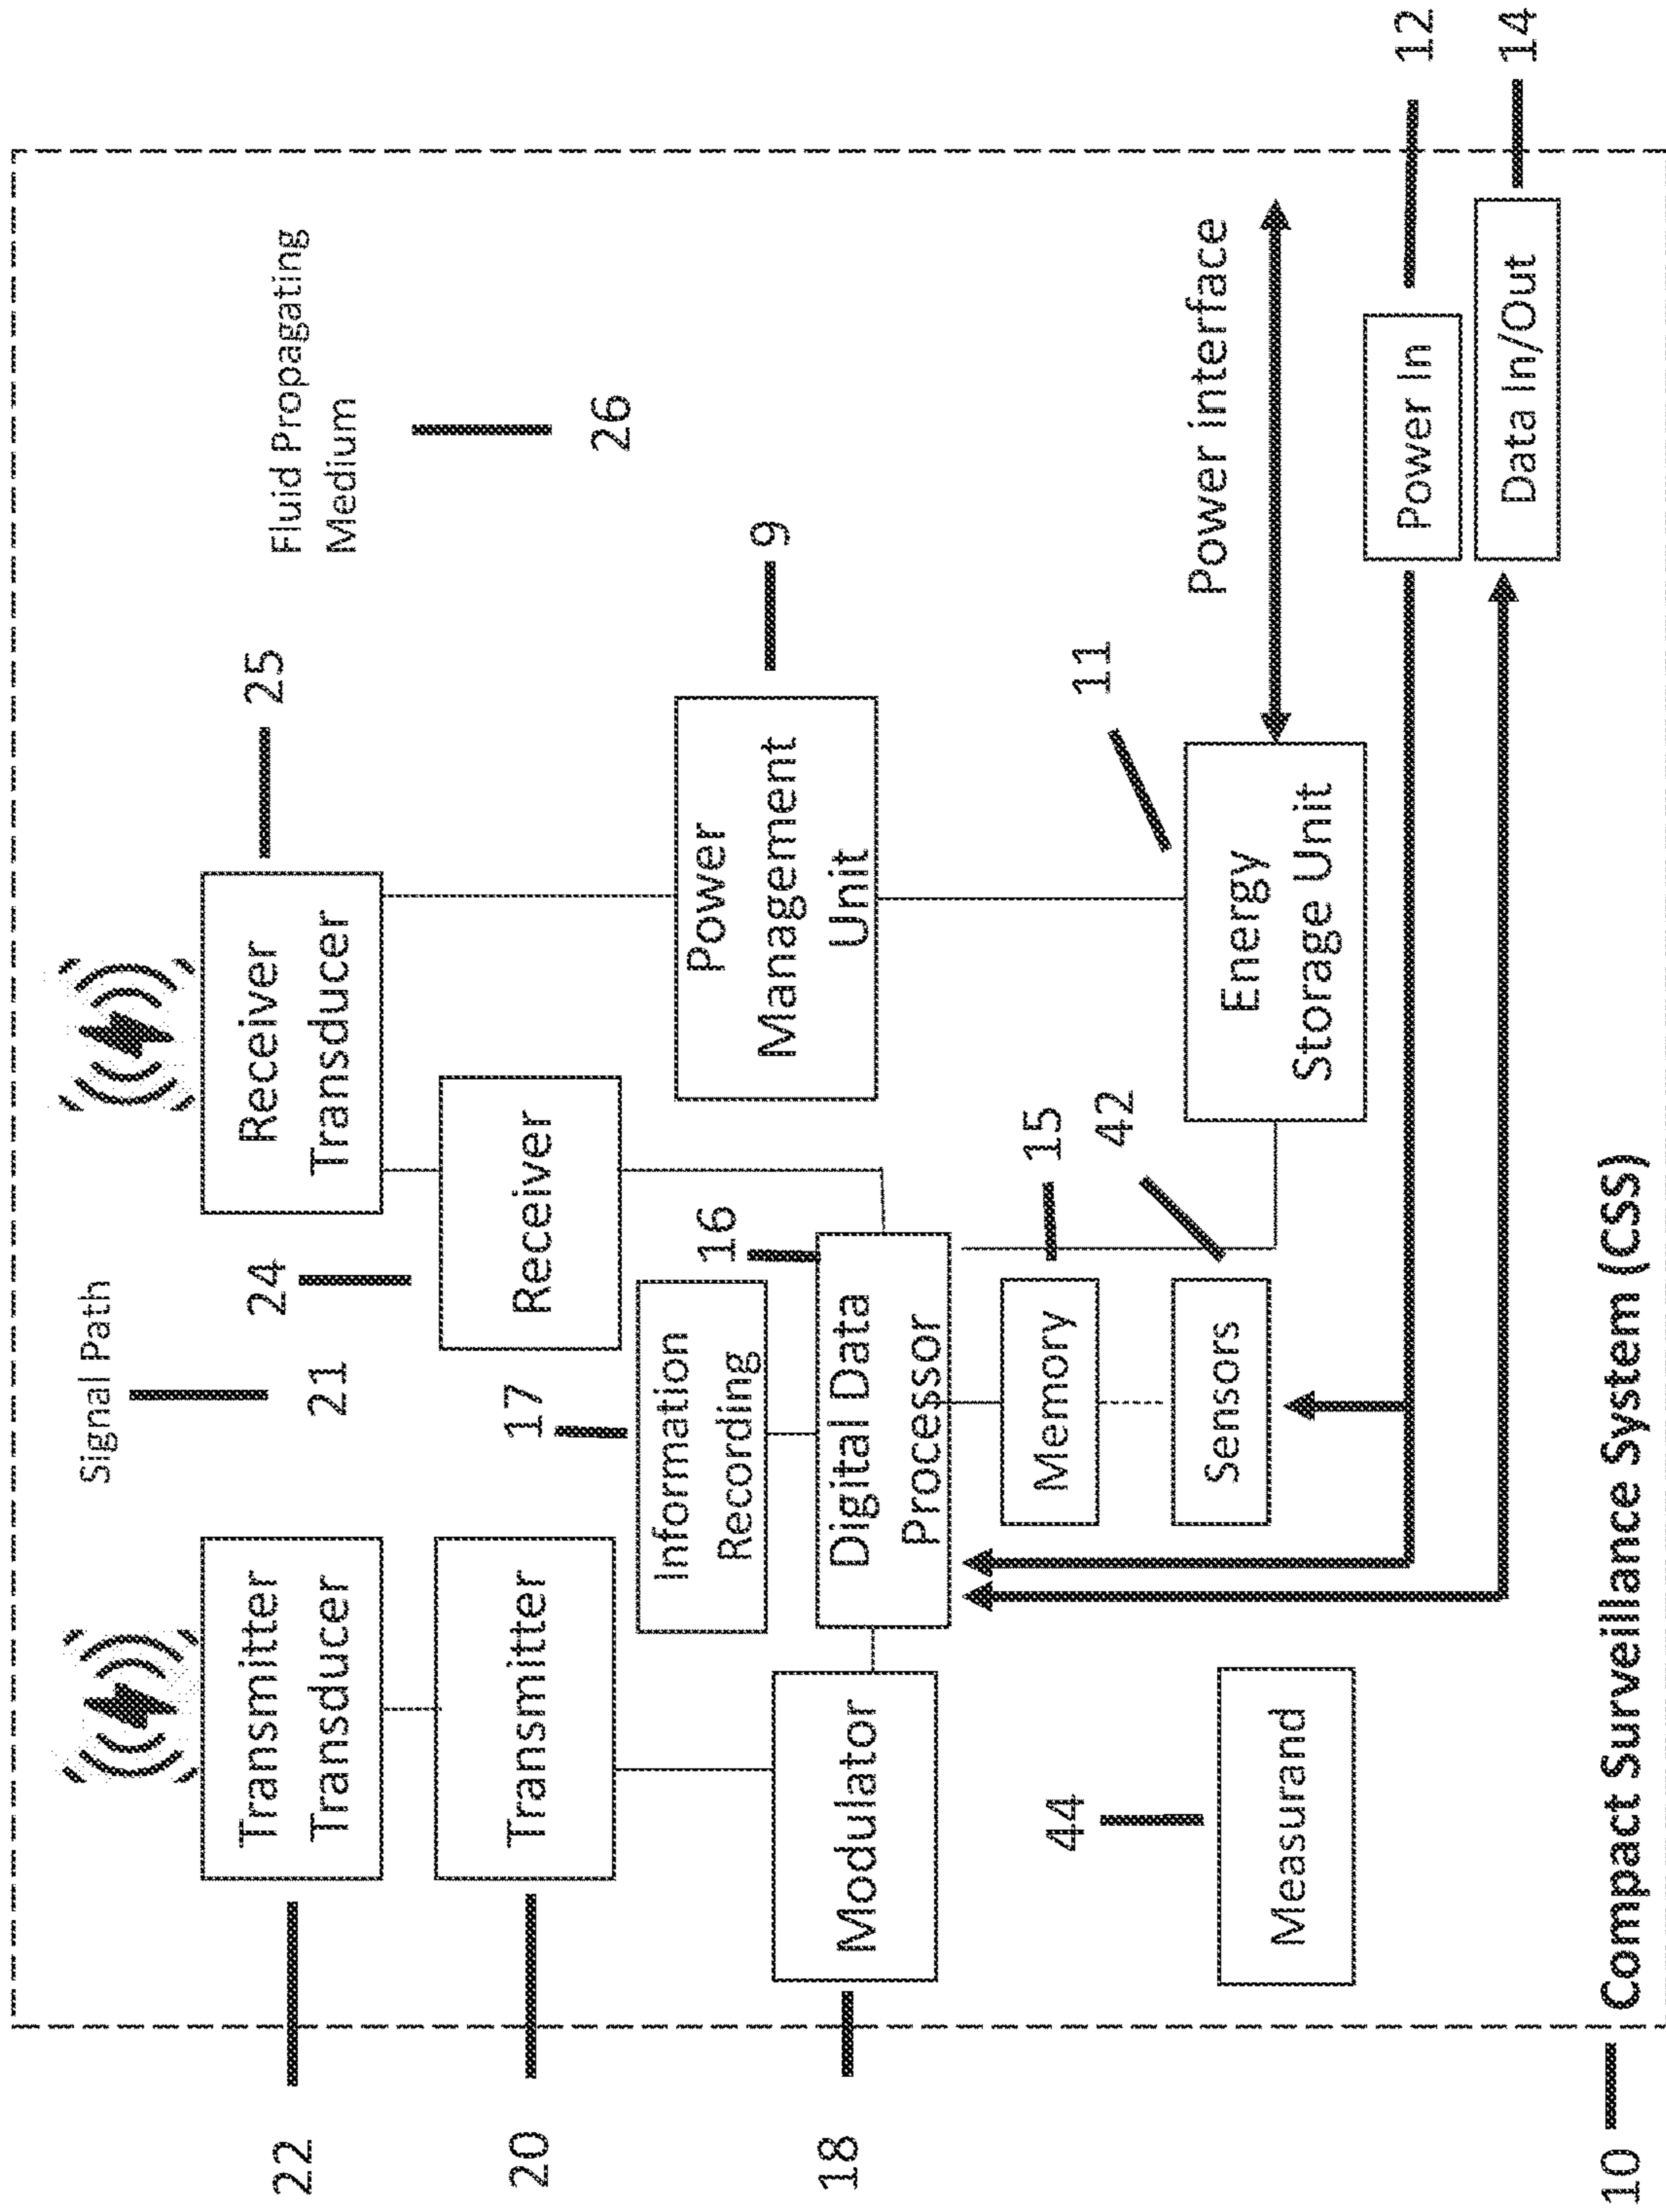 Signal Path
21
Fluid Propagating
Medium
26
22
Transmitter
Transducer
Receiver
Transducer
25
20
Transmitter
24
Receiver
17
Information
Recording
16
Power
Management
Unit
9
18
Modulator
Digital Data
Processor
15
Memory
42
Sensors
44
Measurand
11
Energy
Storage Unit
Power interface
Power In
12
Data In/Out
14
10
Compact Surveillance System (CSS)